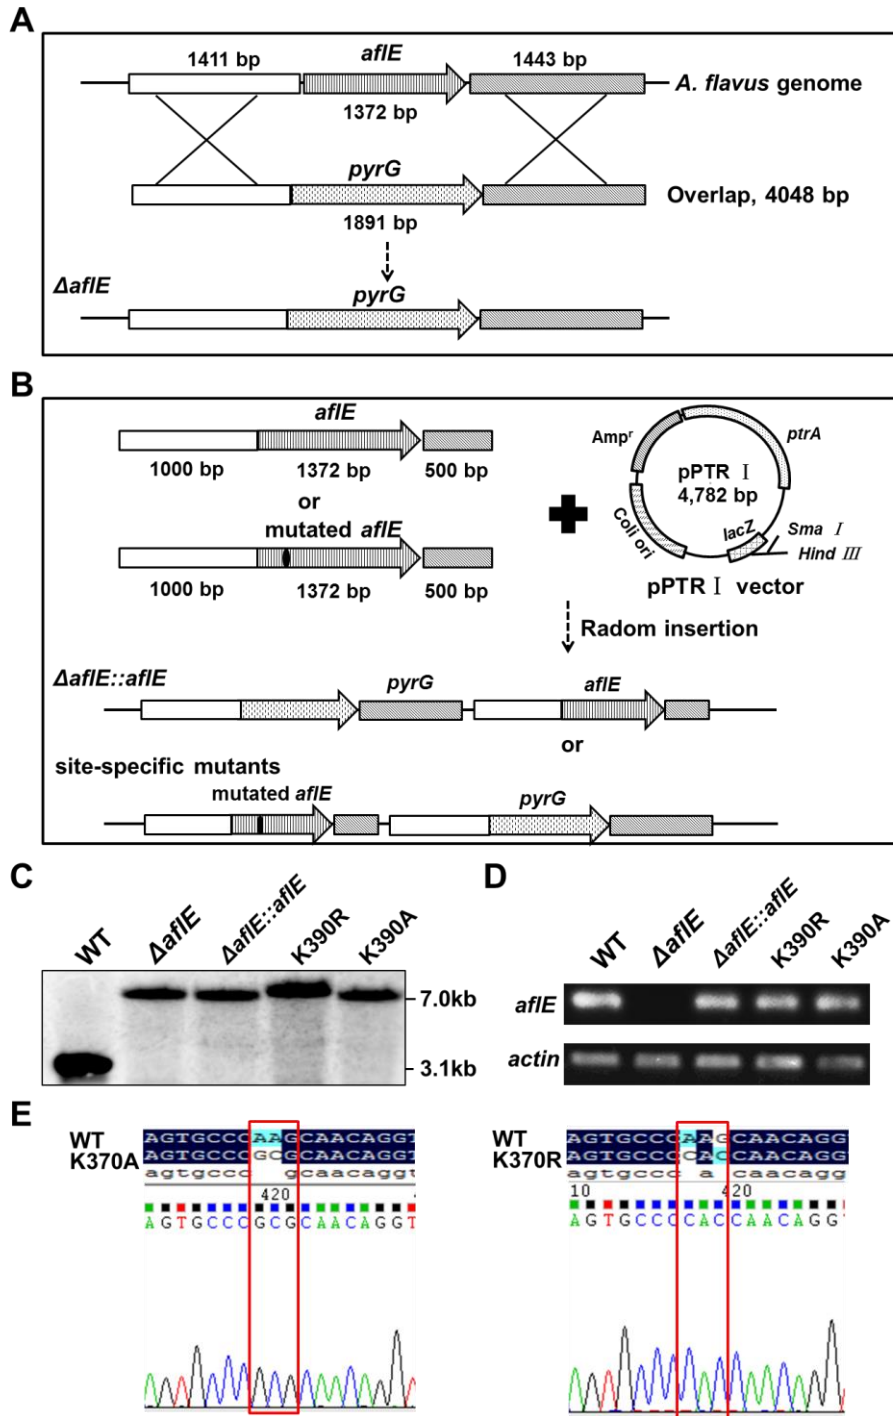 A
1411 bp
aflE
1443 bp
A. flavus genome
1372 bp
pyrG
Overlap, 4048 bp
1891 bp
ΔaflE
pyrG
B
aflE
1000 bp 1372 bp 500 bp
or
mutated aflE
1000 bp 1372 bp 500 bp
Ampʳ
ptrA
pPTR Ⅰ
4,782 bp
Coli ori
lacZ
Sma Ⅰ
Hind Ⅲ
pPTR Ⅰ vector
Radom insertion
ΔaflE::aflE
pyrG
aflE
or
site-specific mutants
mutated aflE
pyrG
C
WT ΔaflE ΔaflE::aflE K390R K390A
7.0kb
3.1kb
D
WT ΔaflE ΔaflE::aflE K390R K390A
aflE
actin
E
WT AGTGCCCAAGCAACAGGT
K370A AGTGCCCGCGCAACAGGT
agtgccc gcaacaggt
420
AGTGCCCGCGCAACAGGT
WT AGTGCCCAAGCAACAGG
K370R AGTGCCCCACCAACAGG
agtgccc a caacagg
10 420
AGTGCCCCACCAACAGG